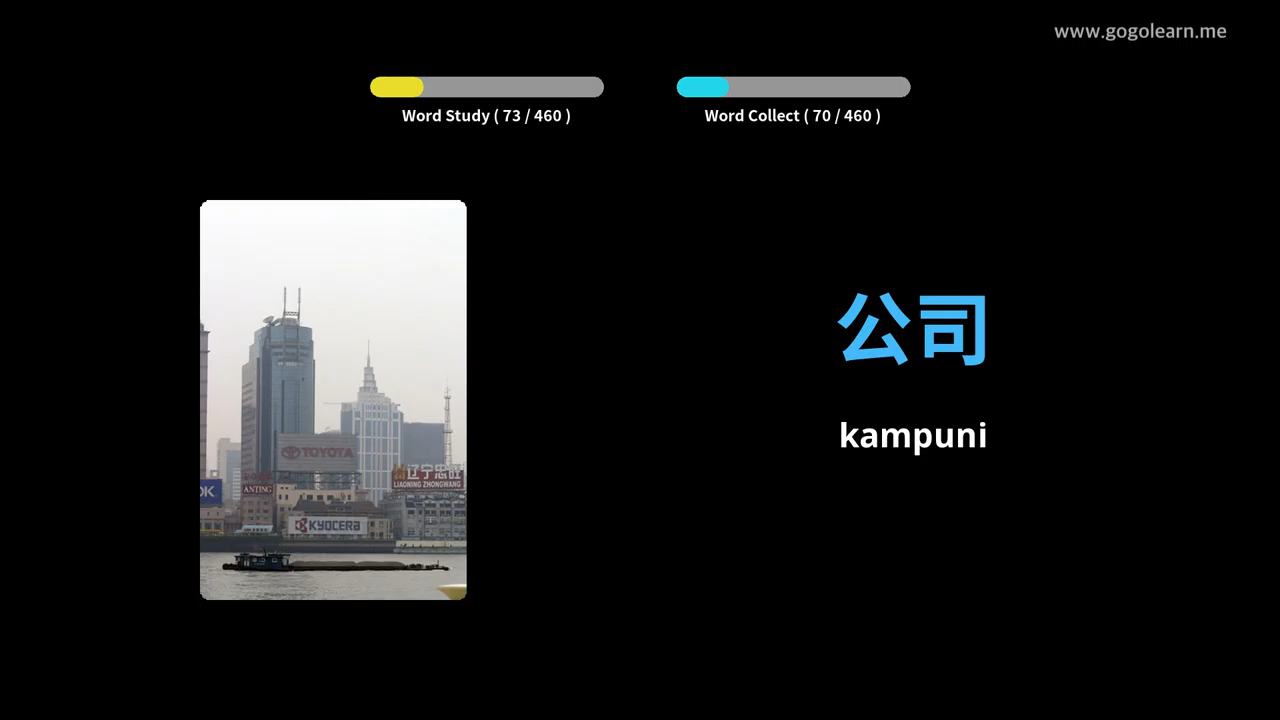 www.gogolearn.me
Word Study ( 73 / 460 )
Word Collect ( 70 / 460 )
公司
kampuni
TOYOTA
辽宁忠旺
LIAONING ZHONGWANG
OK
ANTING
KYOCERA